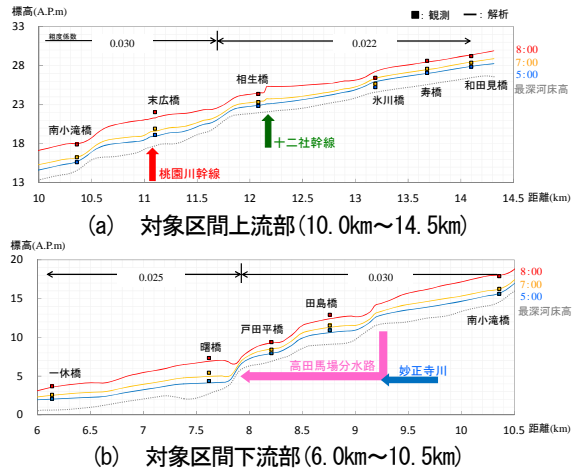 標高(A.P.m)
■: 観測 ― : 解析
33
28
23
18
13
粗度係数
0.030
0.022
8:00
7:00
5:00
最深河床高
南小滝橋
末広橋
相生橋
氷川橋
寿橋
和田見橋
桃園川幹線
十二社幹線
10 10.5 11 11.5 12 12.5 13 13.5 14 14.5 距離(km)
(a) 対象区間上流部(10.0km～14.5km)
標高(A.P.m)
20
15
10
5
0
0.025
0.030
8:00
7:00
5:00
最深河床高
一休橋
曙橋
戸田平橋
田島橋
南小滝橋
高田馬場分水路
妙正寺川
6 6.5 7 7.5 8 8.5 9 9.5 10 10.5 距離(km)
(b) 対象区間下流部(6.0km～10.5km)